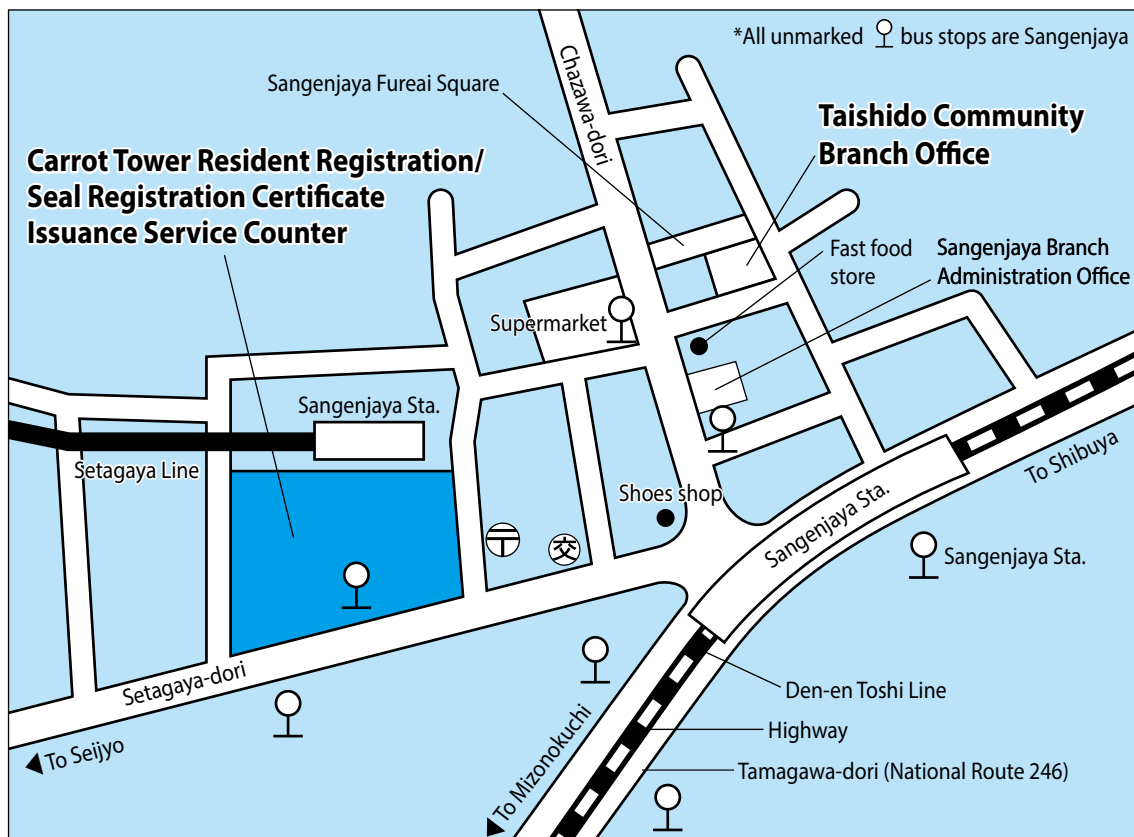 *All unmarked bus stops are Sangenjaya
Chazawa-dori
Sangenjaya Fureai Square
Taishido Community
Branch Office
Carrot Tower Resident Registration/
Seal Registration Certificate
Issuance Service Counter
Fast food
store
Sangenjaya Branch
Administration Office
Supermarket
Sangenjaya Sta.
Setagaya Line
To Shibuya
Shoes shop
Sangenjaya Sta.
〒
交
Sangenjaya Sta.
Setagaya-dori
Den-en Toshi Line
Highway
To Seijyo
To Mizonokuchi
Tamagawa-dori (National Route 246)